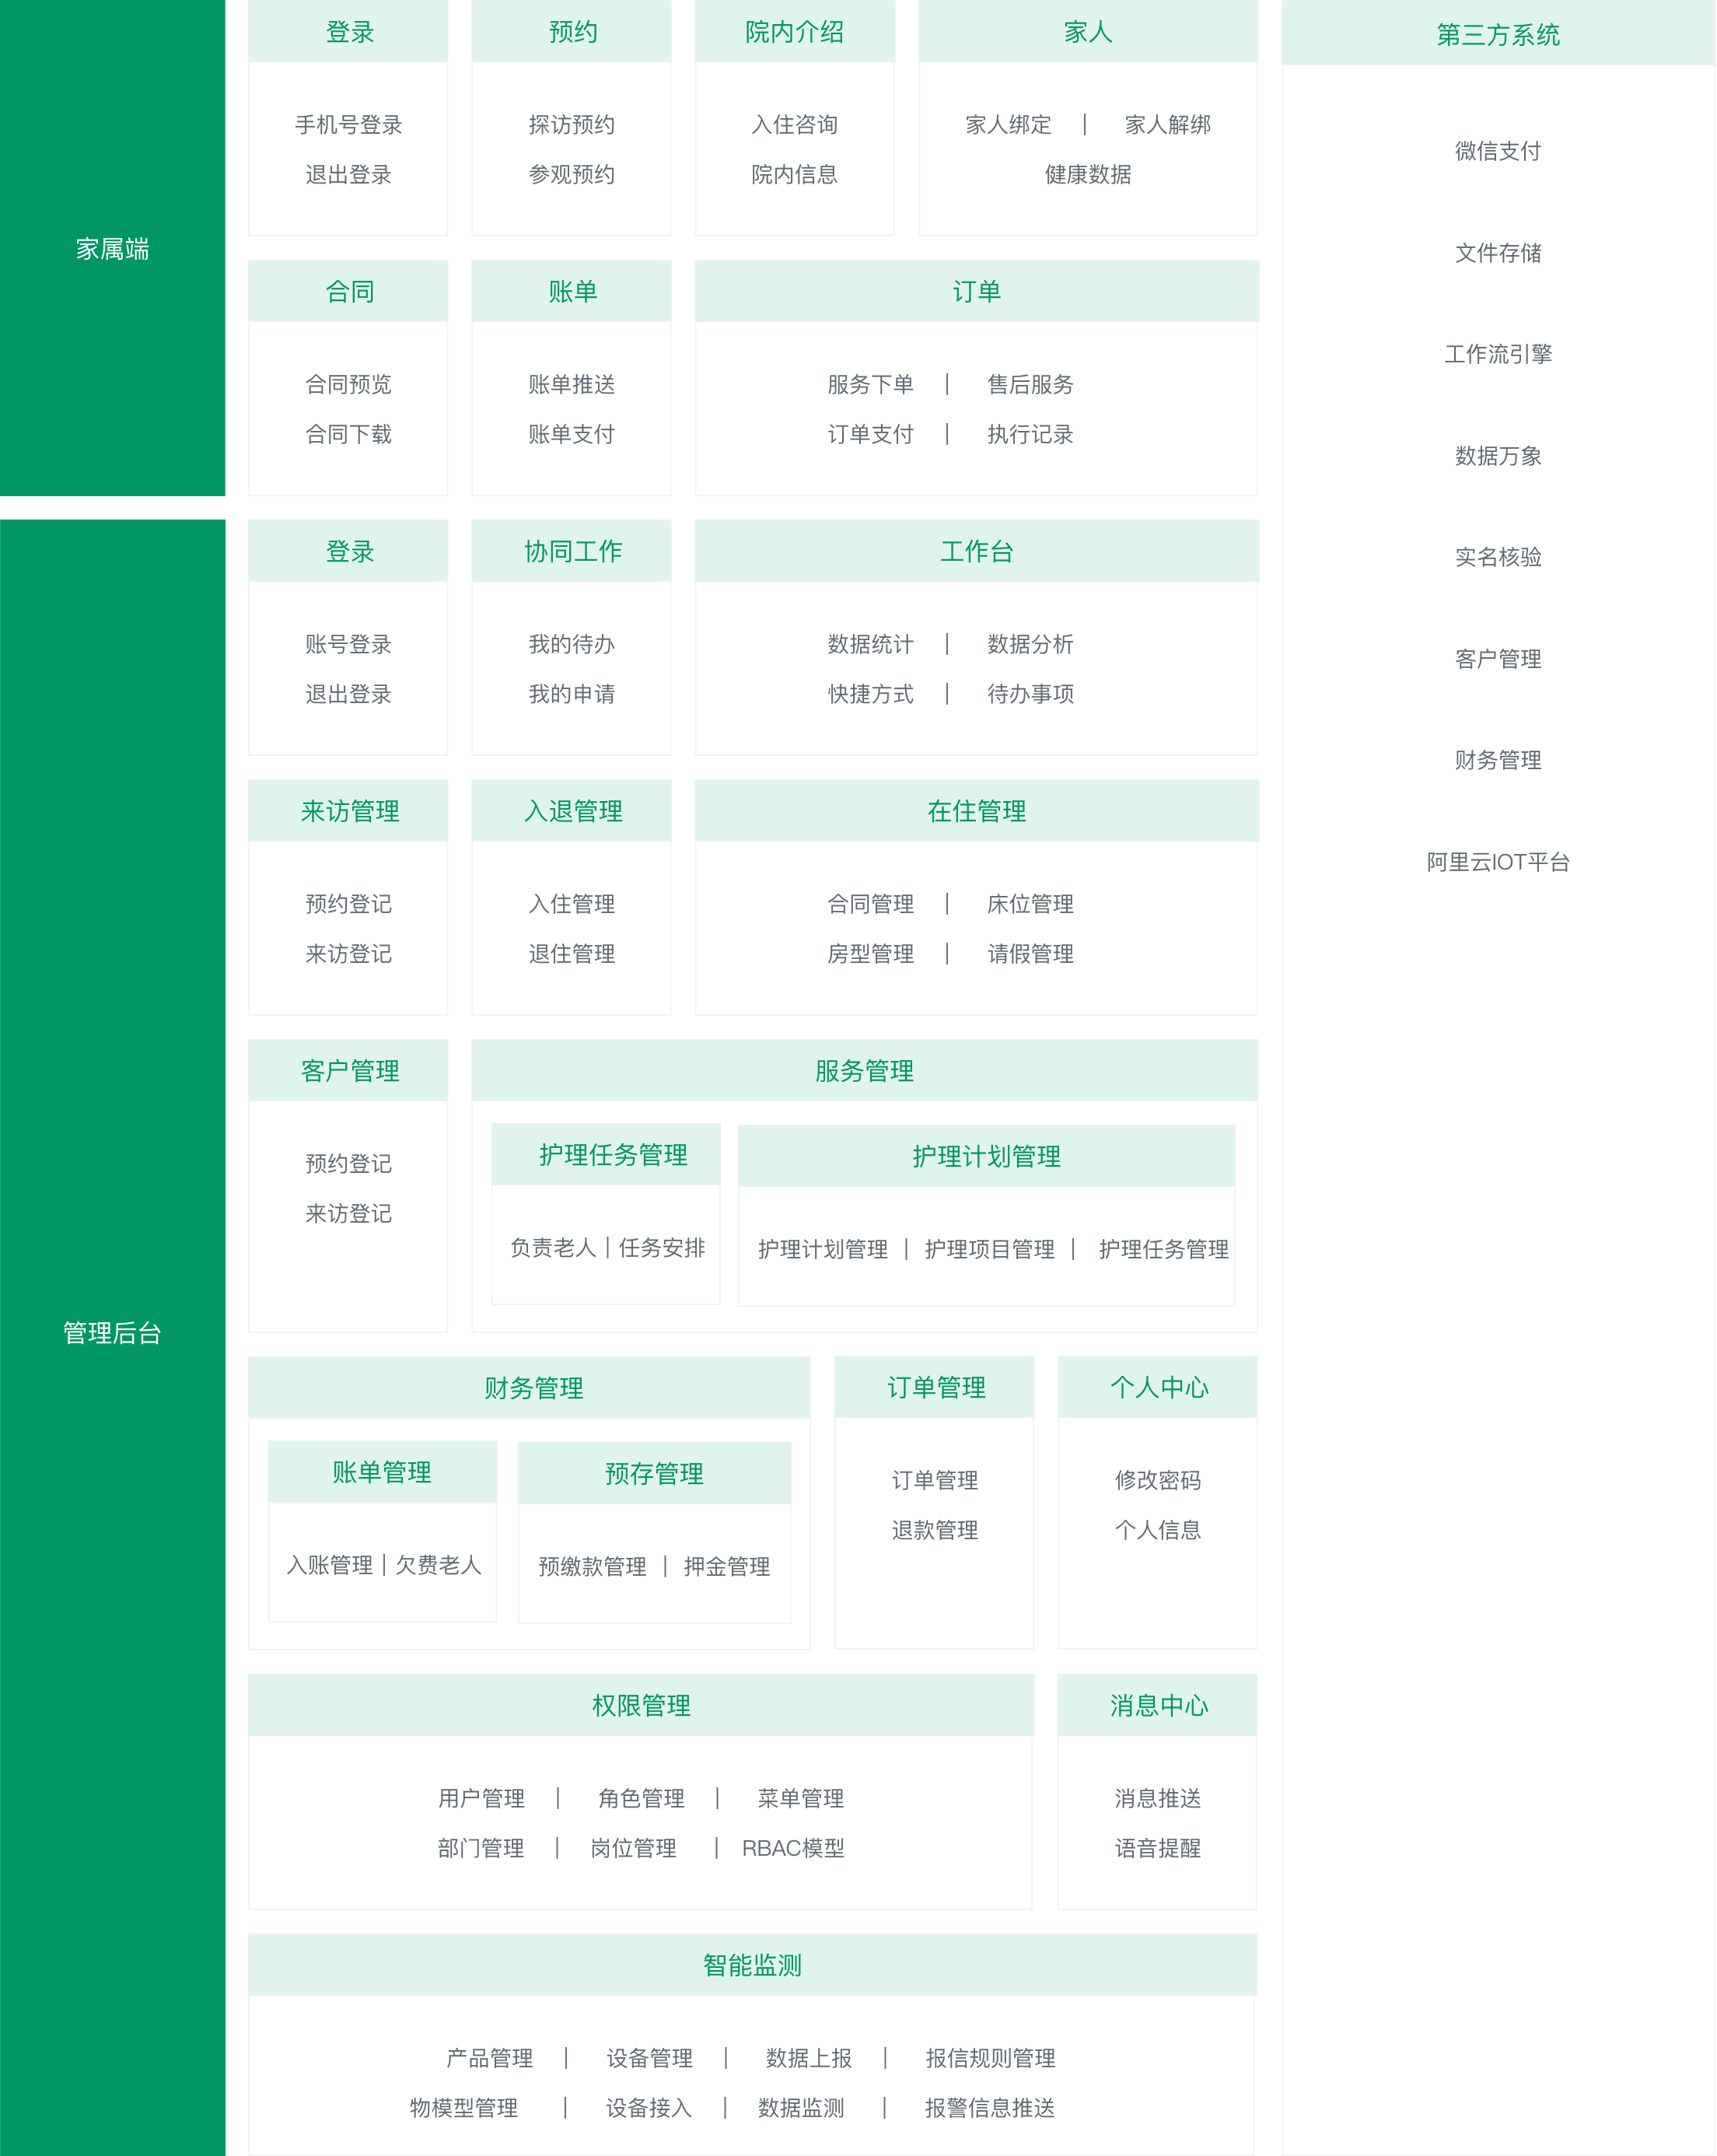 家属端
登录
手机号登录
退出登录
预约
探访预约
参观预约
院内介绍
入住咨询
院内信息
家人
家人绑定 | 家人解绑
健康数据
合同
合同预览
合同下载
账单
账单推送
账单支付
订单
服务下单 | 售后服务
订单支付 | 执行记录
管理后台
登录
账号登录
退出登录
协同工作
我的待办
我的申请
工作台
数据统计 | 数据分析
快捷方式 | 待办事项
来访管理
预约登记
来访登记
入退管理
入住管理
退住管理
在住管理
合同管理 | 床位管理
房型管理 | 请假管理
客户管理
预约登记
来访登记
服务管理
护理任务管理
负责老人 | 任务安排
护理计划管理
护理计划管理 | 护理项目管理 | 护理任务管理
财务管理
账单管理
入账管理 | 欠费老人
预存管理
预缴款管理 | 押金管理
订单管理
订单管理
退款管理
个人中心
修改密码
个人信息
权限管理
用户管理 | 角色管理 | 菜单管理
部门管理 | 岗位管理 | RBAC模型
消息中心
消息推送
语音提醒
智能监测
产品管理 | 设备管理 | 数据上报 | 报信规则管理
物模型管理 | 设备接入 | 数据监测 | 报警信息推送
第三方系统
微信支付
文件存储
工作流引擎
数据万象
实名核验
客户管理
财务管理
阿里云IOT平台